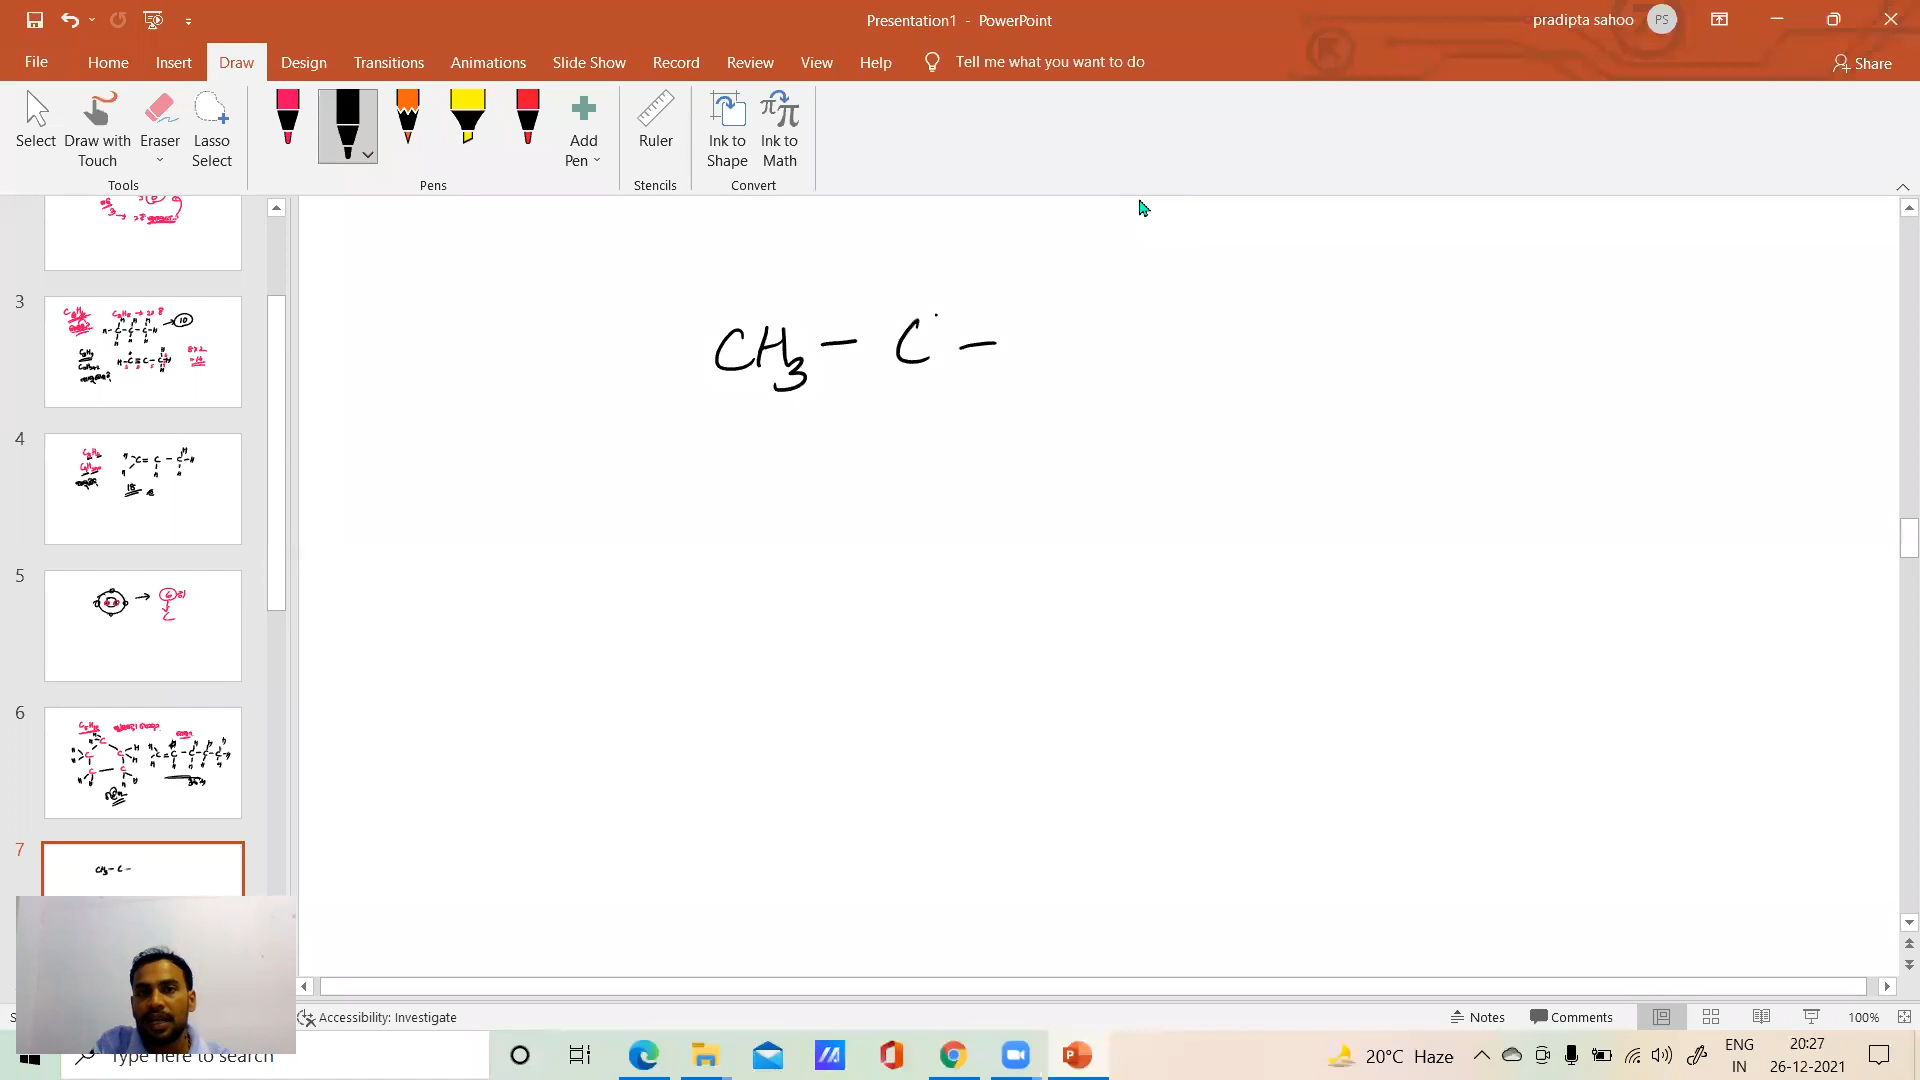 Presentation1 - PowerPoint
pradipta sahoo PS
File Home Insert Draw Design Transitions Animations Slide Show Record Review View Help Tell me what you want to do Share
Select Draw with Touch Eraser Lasso Select Add Pen Ruler Ink to Shape Ink to Math
Tools Pens Stencils Convert
3
4
5
6
7
CH3 – C –
CH3 – C –
Accessibility: Investigate
Notes Comments 100%
Type here to search
20°C Haze
ENG
IN
20:27
26-12-2021